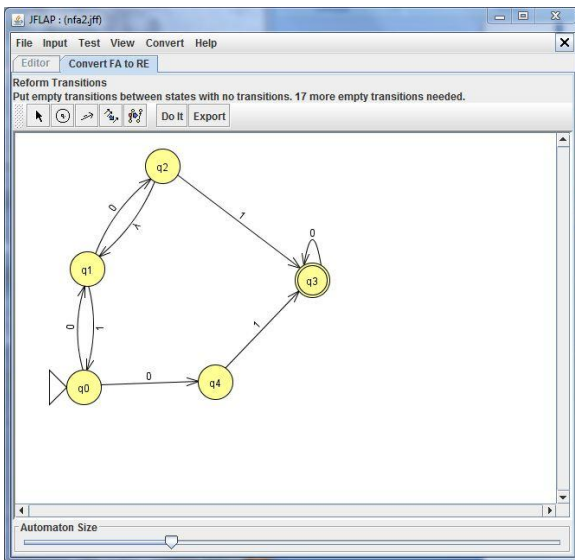 JFLAP : (nfa2.jff)
File Input Test View Convert Help
Editor Convert FA to RE
Reform Transitions
Put empty transitions between states with no transitions. 17 more empty transitions needed.
Do It Export
q2
0
λ
1
0
q1
q3
0
1
1
0
q0
q4
Automaton Size